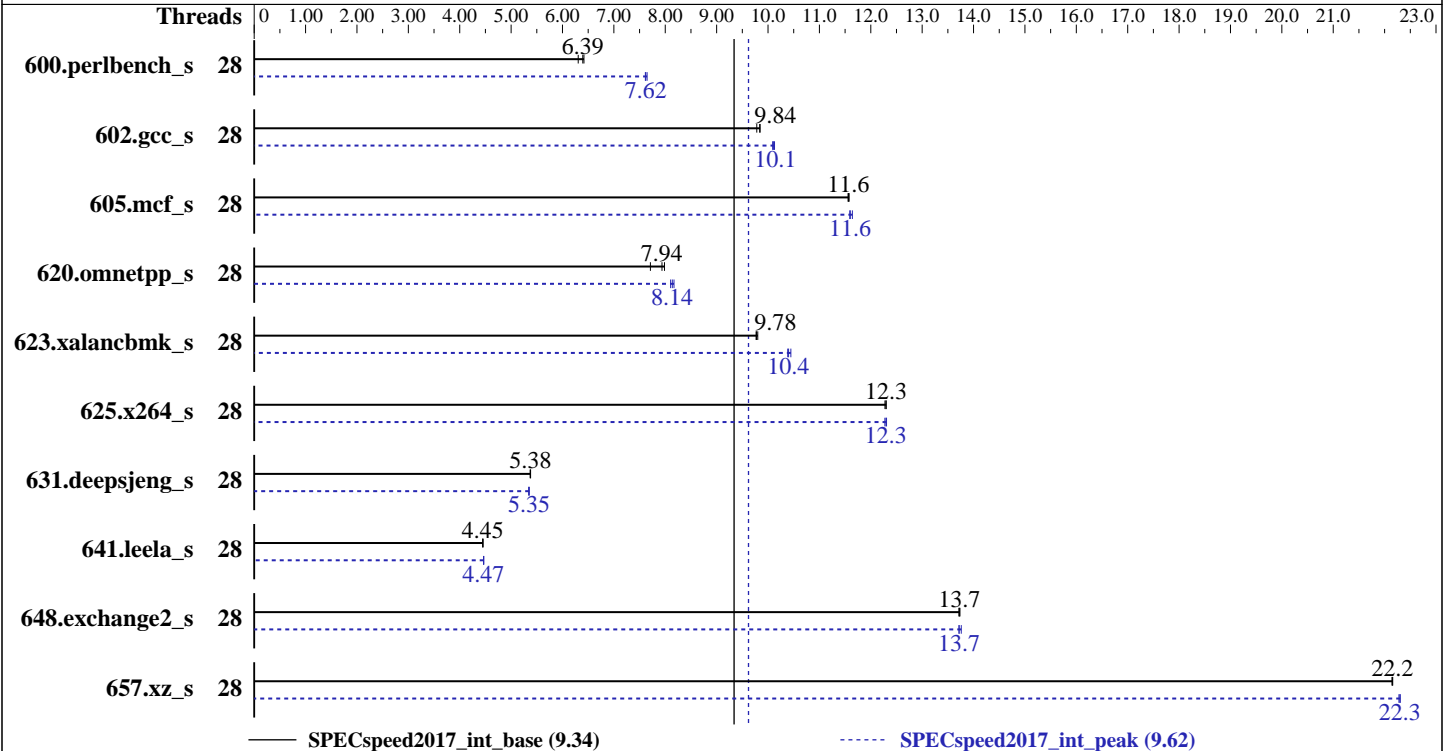 Threads 0 1.00 2.00 3.00 4.00 5.00 6.00 7.00 8.00 9.00 10.0 11.0 12.0 13.0 14.0 15.0 16.0 17.0 18.0 19.0 20.0 21.0 23.0
6.39
600.perlbench_s 28
7.62
9.84
602.gcc_s 28
10.1
11.6
605.mcf_s 28
11.6
7.94
620.omnetpp_s 28
8.14
9.78
623.xalancbmk_s 28
10.4
12.3
625.x264_s 28
12.3
5.38
631.deepsjeng_s 28
5.35
4.45
641.leela_s 28
4.47
13.7
648.exchange2_s 28
13.7
22.2
657.xz_s 28
22.3
SPECspeed2017_int_base (9.34) SPECspeed2017_int_peak (9.62)